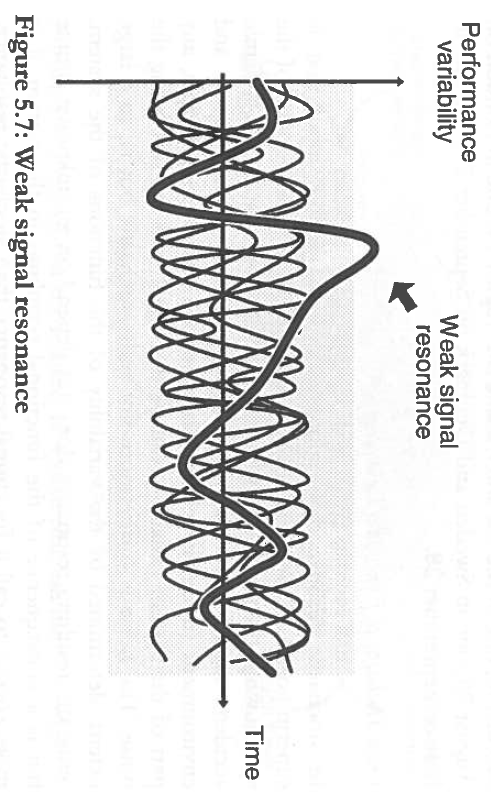 Performance
variability
Weak signal
resonance
Time
Figure 5.7: Weak signal resonance